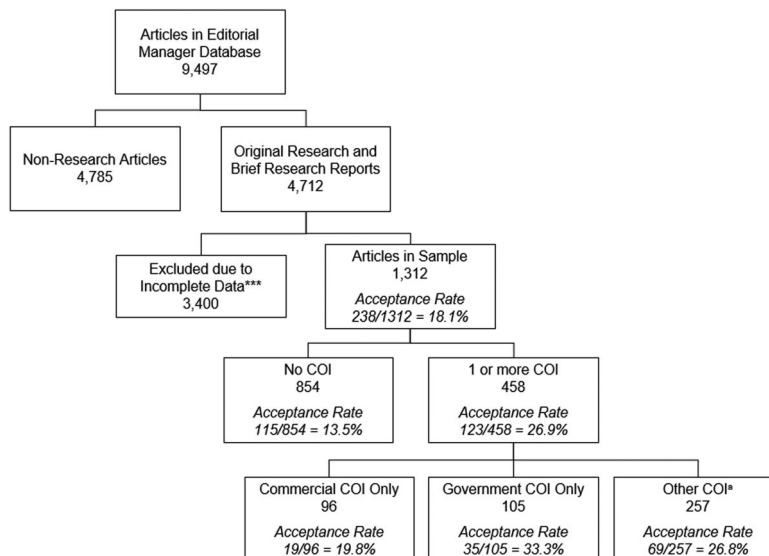 Articles in Editorial
Manager Database
9,497
Non-Research Articles
4,785
Original Research and
Brief Research Reports
4,712
Excluded due to
Incomplete Data***
3,400
Articles in Sample
1,312
Acceptance Rate
238/1312 = 18.1%
No COI
854
Acceptance Rate
115/854 = 13.5%
1 or more COI
458
Acceptance Rate
123/458 = 26.9%
Commercial COI Only
96
Acceptance Rate
19/96 = 19.8%
Government COI Only
105
Acceptance Rate
35/105 = 33.3%
Other COIᵃ
257
Acceptance Rate
69/257 = 26.8%